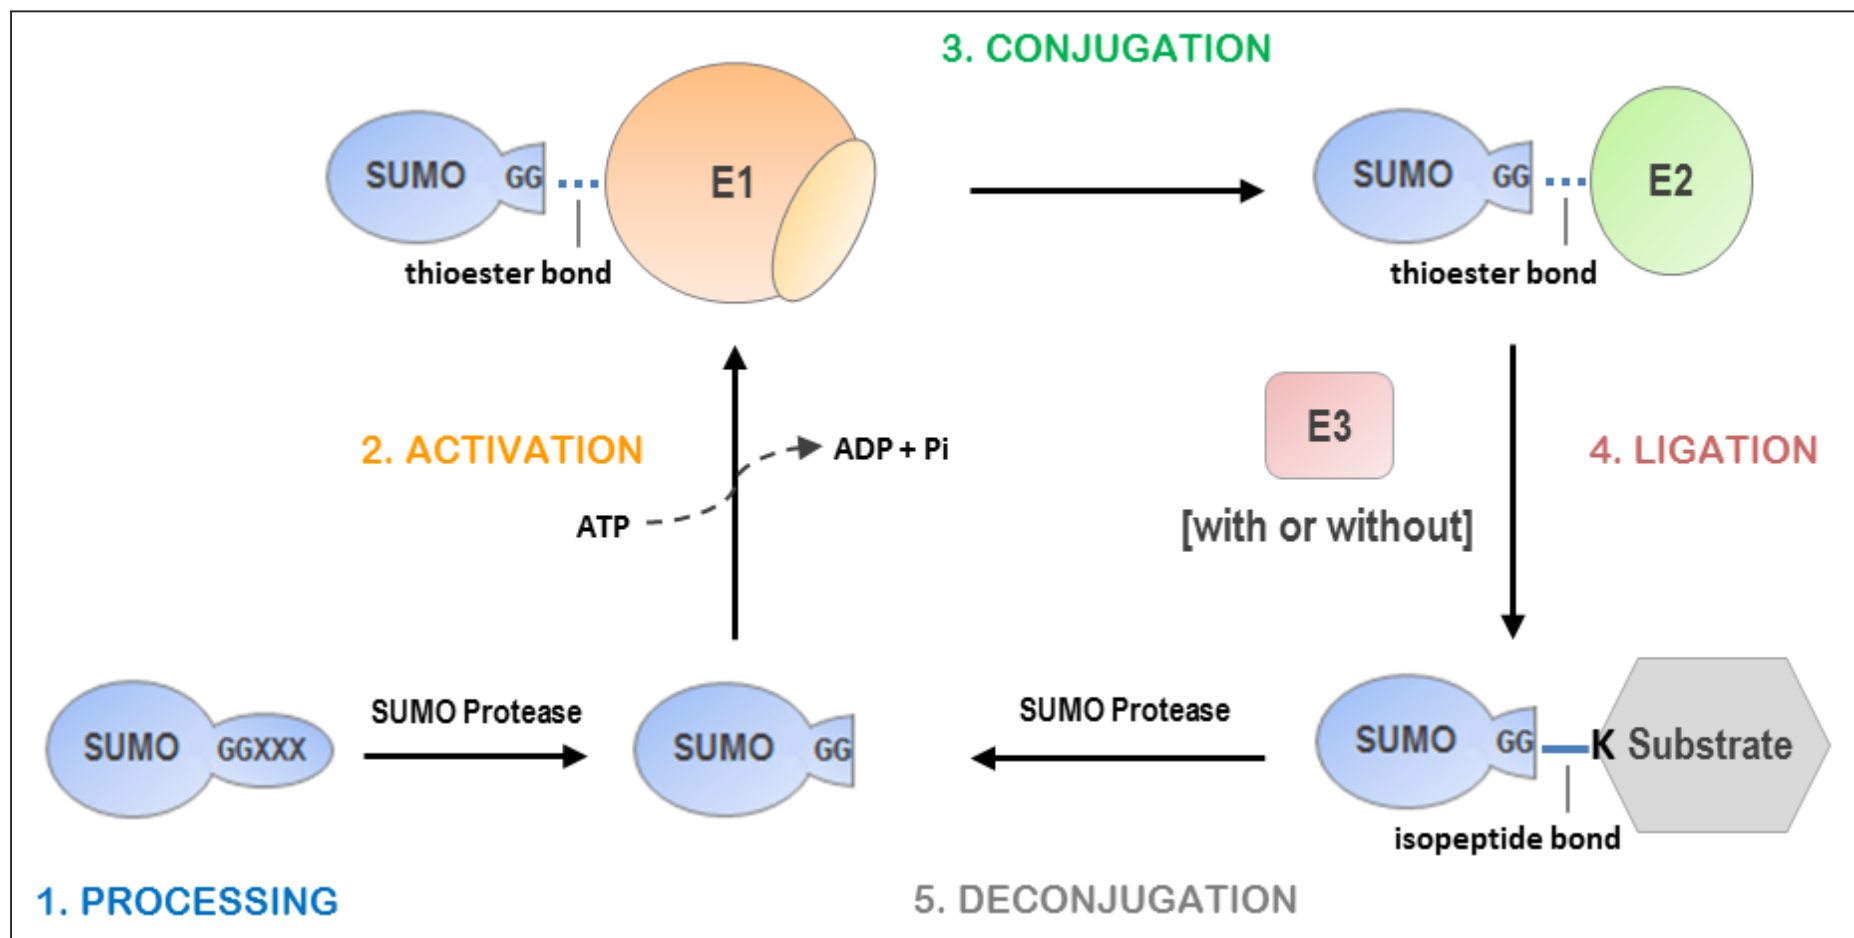 3. CONJUGATION
SUMO GG E1
thioester bond
SUMO GG E2
thioester bond
2. ACTIVATION
ATP
ADP + Pi
E3
[with or without]
4. LIGATION
SUMO GGXXX
SUMO Protease
SUMO GG
SUMO Protease
SUMO GG K Substrate
isopeptide bond
1. PROCESSING
5. DECONJUGATION